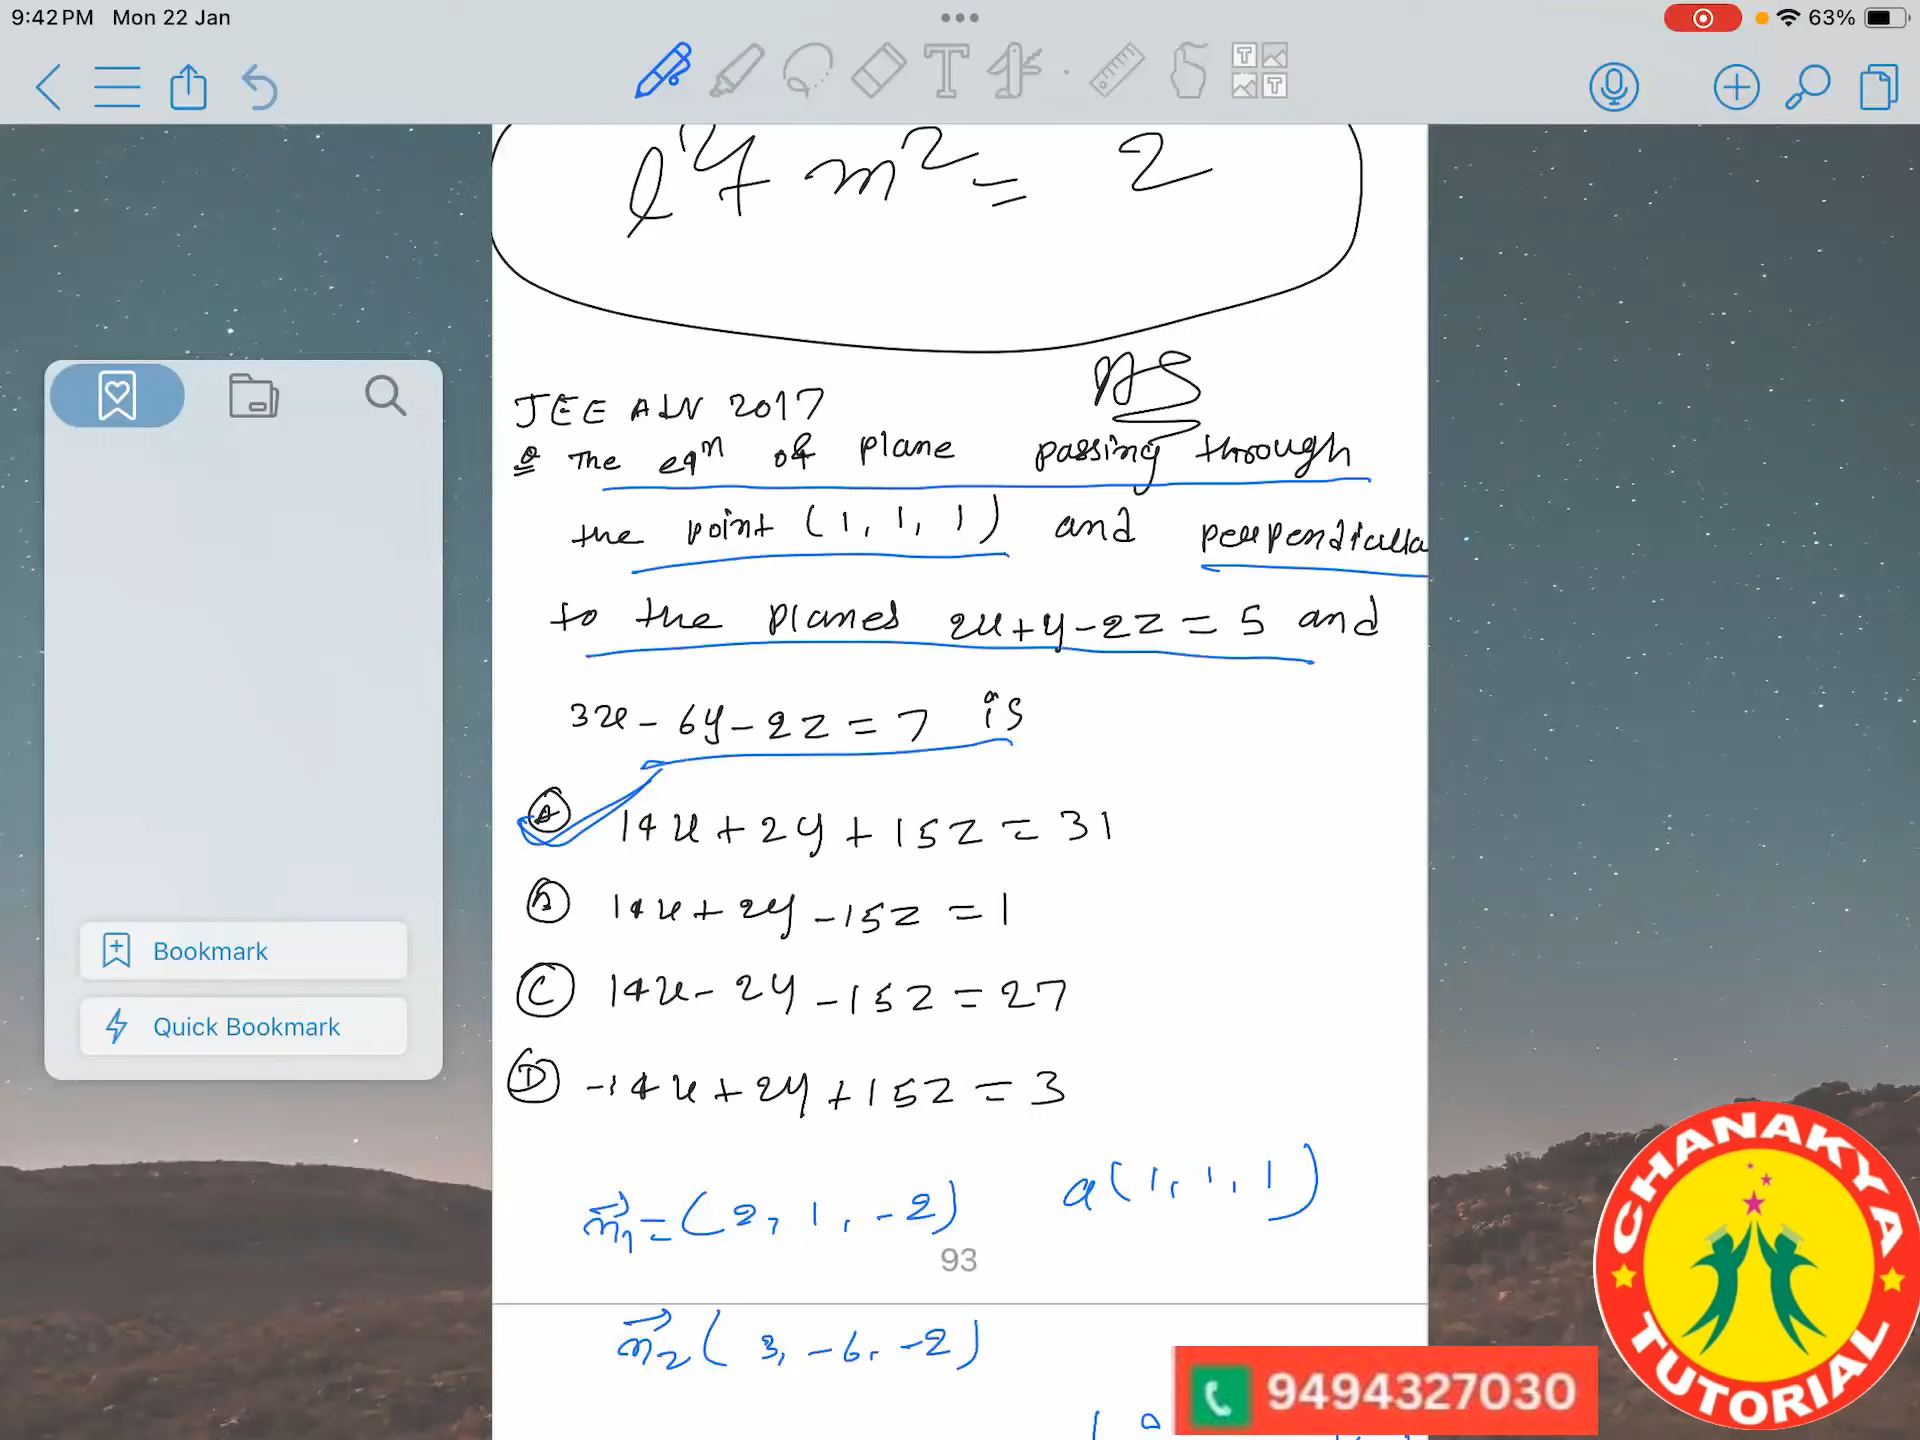 9:42 PM Mon 22 Jan
63%
l² + m² = 2
JEE ADV 2017
Q The eqⁿ of plane passing through
the point (1, 1, 1) and perpendicula
to the planes 2x+y-2z = 5 and
3x - 6y - 2z = 7 is
A 14x + 2y + 15z = 31
B 14x + 2y - 15z = 1
C 14x - 2y - 15z = 27
D -14x + 2y + 15z = 3
n₁ = (2, 1, -2) a(1, 1, 1)
93
n₂ (3, -6, -2)
Bookmark
Quick Bookmark
CHANAKYA
TUTORIAL
9494327030